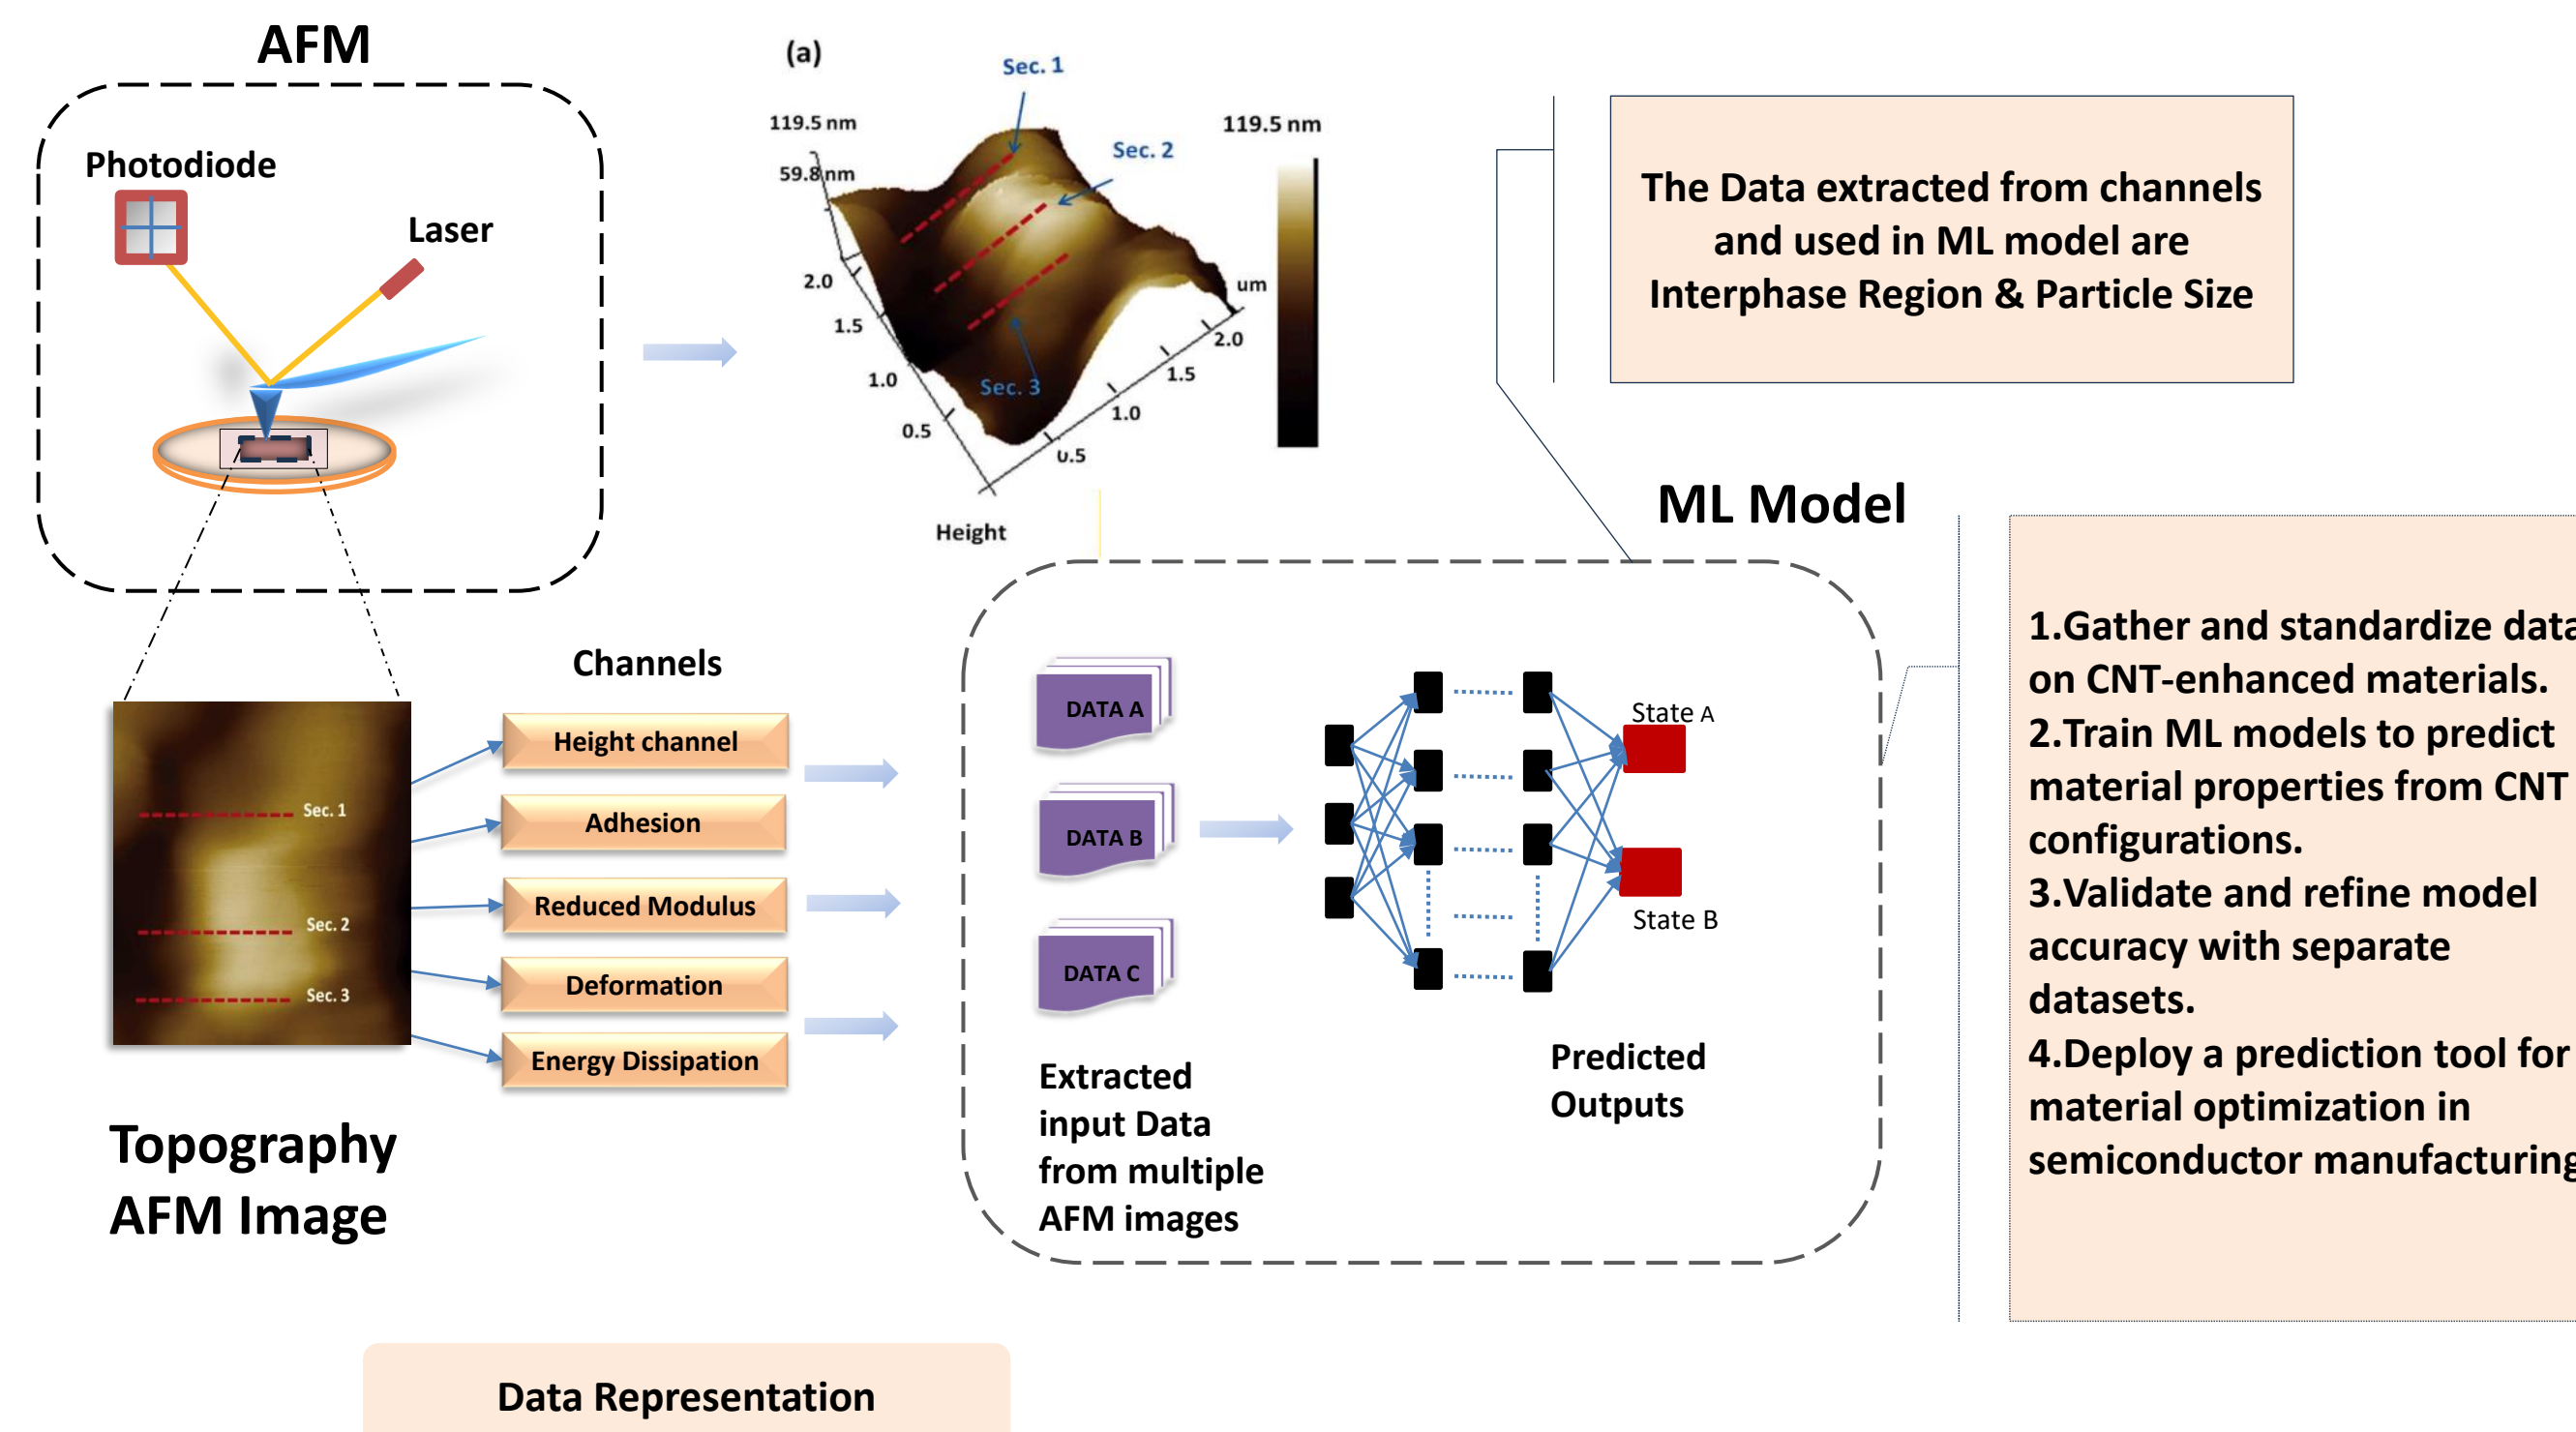 AFM
Photodiode
Laser
(a)
Sec. 1
Sec. 2
Sec. 3
119.5 nm
59.8 nm
119.5 nm
2.0
1.5
1.0
0.5
0.5
1.0
1.5
2.0
um
Height
The Data extracted from channels
and used in ML model are
Interphase Region & Particle Size
ML Model
Channels
Height channel
Adhesion
Reduced Modulus
Deformation
Energy Dissipation
Sec. 1
Sec. 2
Sec. 3
Topography
AFM Image
DATA A
DATA B
DATA C
Extracted
input Data
from multiple
AFM images
State A
State B
Predicted
Outputs
1.Gather and standardize data
on CNT-enhanced materials.
2.Train ML models to predict
material properties from CNT
configurations.
3.Validate and refine model
accuracy with separate
datasets.
4.Deploy a prediction tool for
material optimization in
semiconductor manufacturing
Data Representation